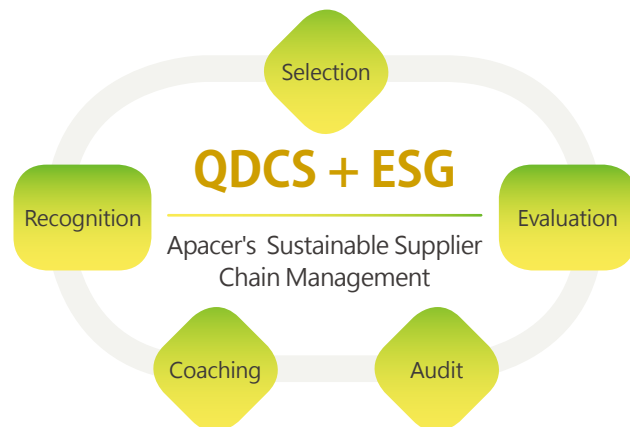 Selection
QDCS + ESG
Recognition
Evaluation
Apacer's Sustainable Supplier
Chain Management
Coaching
Audit